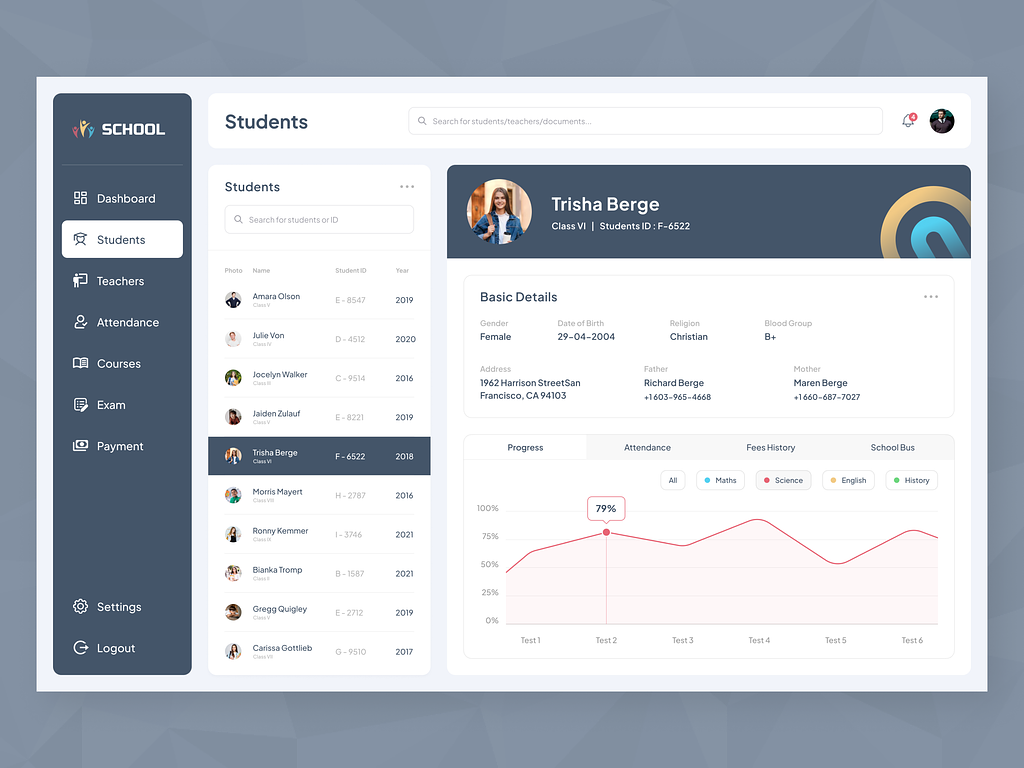 SCHOOL
Dashboard
Students
Teachers
Attendance
Courses
Exam
Payment
Settings
Logout
Students
Search for students/teachers/documents...
4
Students
Search for students or ID
Photo Name Student ID Year
Amara Olson E - 8547 2019
Class V
Julie Von D - 4512 2020
Class IV
Jocelyn Walker C - 9514 2016
Class III
Jaiden Zulauf E - 8221 2019
Class V
Trisha Berge F - 6522 2018
Class VI
Morris Mayert H - 2787 2016
Class VIII
Ronny Kemmer I - 3746 2021
Class IX
Bianka Tromp B - 1587 2021
Class II
Gregg Quigley E - 2712 2019
Class V
Carissa Gottlieb G - 9510 2017
Class VII
Trisha Berge
Class VI | Students ID : F-6522
Basic Details
Gender Date of Birth Religion Blood Group
Female 29-04-2004 Christian B+
Address Father Mother
1962 Harrison StreetSan Richard Berge Maren Berge
Francisco, CA 94103 +1 603-965-4668 +1 660-687-7027
Progress Attendance Fees History School Bus
All Maths Science English History
79%
100%
75%
50%
25%
0%
Test 1 Test 2 Test 3 Test 4 Test 5 Test 6